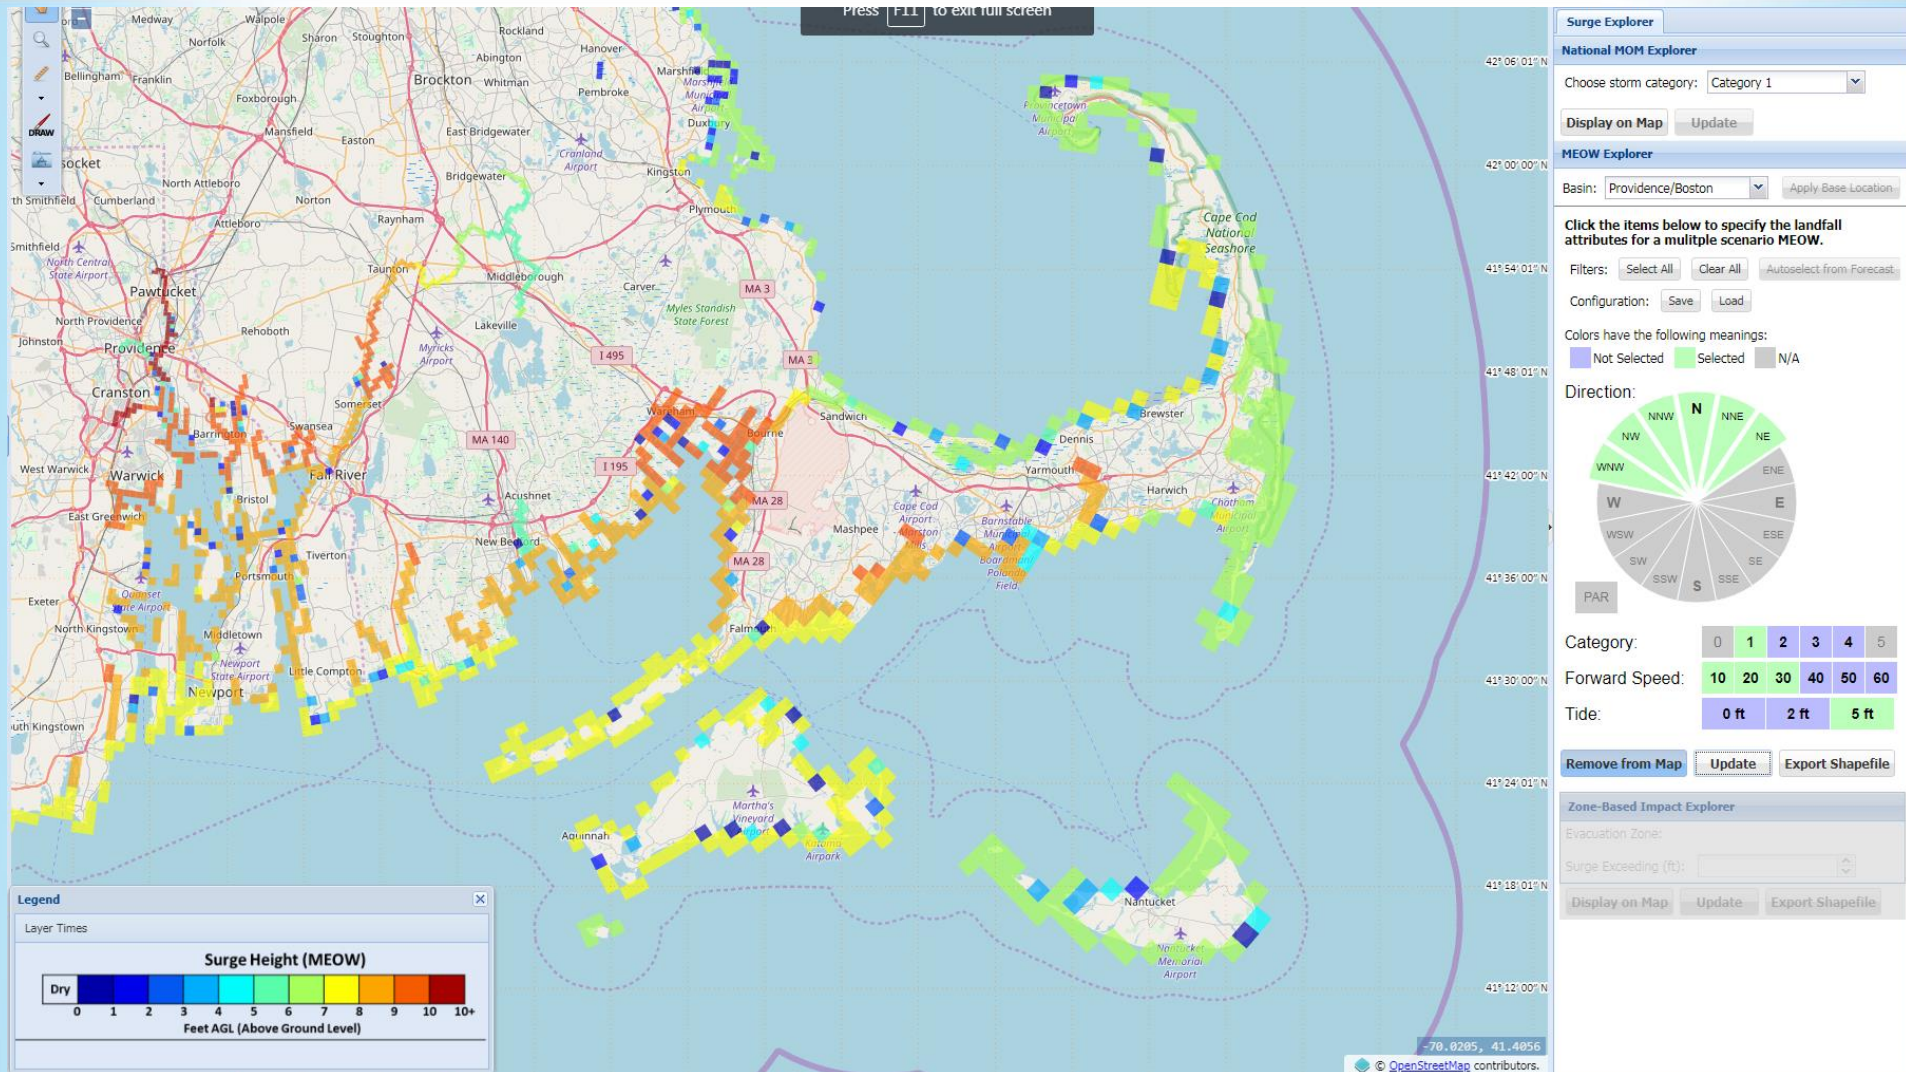 Press F11 to exit full screen
Medway
Walpole
Sharon
Stoughton
Rockland
Norfolk
Abington
Hanover
Bellingham
Franklin
Brockton
Whitman
Pembroke
Foxborough
Duxbury
DRAW
Mansfield
Easton
East Bridgewater
Cranland
Airport
Bridgewater
Kingston
North Attleboro
Cumberland
Norton
Raynham
Plymouth
Attleboro
Smithfield
North Central
State Airport
Taunton
Middleborough
Carver
MA 3
Pawtucket
Myles Standish
State Forest
North Providence
Rehoboth
Lakeville
Johnston
Providence
Myricks
Airport
I 495
MA 3
Cranston
Somerset
Swansea
Wareham
Bourne
Sandwich
Barrington
MA 140
I 195
West Warwick
Warwick
Fall River
Bristol
Acushnet
MA 28
East Greenwich
New Bedford
Mashpee
Tiverton
Portsmouth
MA 28
Exeter
Quonset
State Airport
North Kingstown
Middletown
Falmouth
Newport
State Airport
Little Compton
Newport
Provincetown
Municipal
Airport
Cape Cod
National
Seashore
Brewster
Dennis
Yarmouth
Harwich
Chatham
Municipal
Airport
Cape Cod
Airport
Marston
Mills
Barnstable
Municipal
Airport-
Boardman/
Polando
Field
Martha's
Vineyard
Airport
Aquinnah
Katama
Airpark
Nantucket
Nantucket
Memorial
Airport
42° 06' 01" N
42° 00' 00" N
41° 54' 01" N
41° 48' 01" N
41° 42' 00" N
41° 36' 00" N
41° 30' 00" N
41° 24' 01" N
41° 18' 01" N
41° 12' 00" N
-70.0205, 41.4056
© OpenStreetMap contributors.
Legend
Layer Times
Surge Height (MEOW)
Dry
0 1 2 3 4 5 6 7 8 9 10 10+
Feet AGL (Above Ground Level)
Surge Explorer
National MOM Explorer
Choose storm category: Category 1
Display on Map Update
MEOW Explorer
Basin: Providence/Boston Apply Base Location
Click the items below to specify the landfall
attributes for a mulitple scenario MEOW.
Filters: Select All Clear All Autoselect from Forecast
Configuration: Save Load
Colors have the following meanings:
Not Selected Selected N/A
Direction:
N
NNW NNE
NW NE
WNW ENE
W E
WSW ESE
SW SE
SSW SSE
S
PAR
Category: 0 1 2 3 4 5
Forward Speed: 10 20 30 40 50 60
Tide: 0 ft 2 ft 5 ft
Remove from Map Update Export Shapefile
Zone-Based Impact Explorer
Evacuation Zone:
Surge Exceeding (ft):
Display on Map Update Export Shapefile